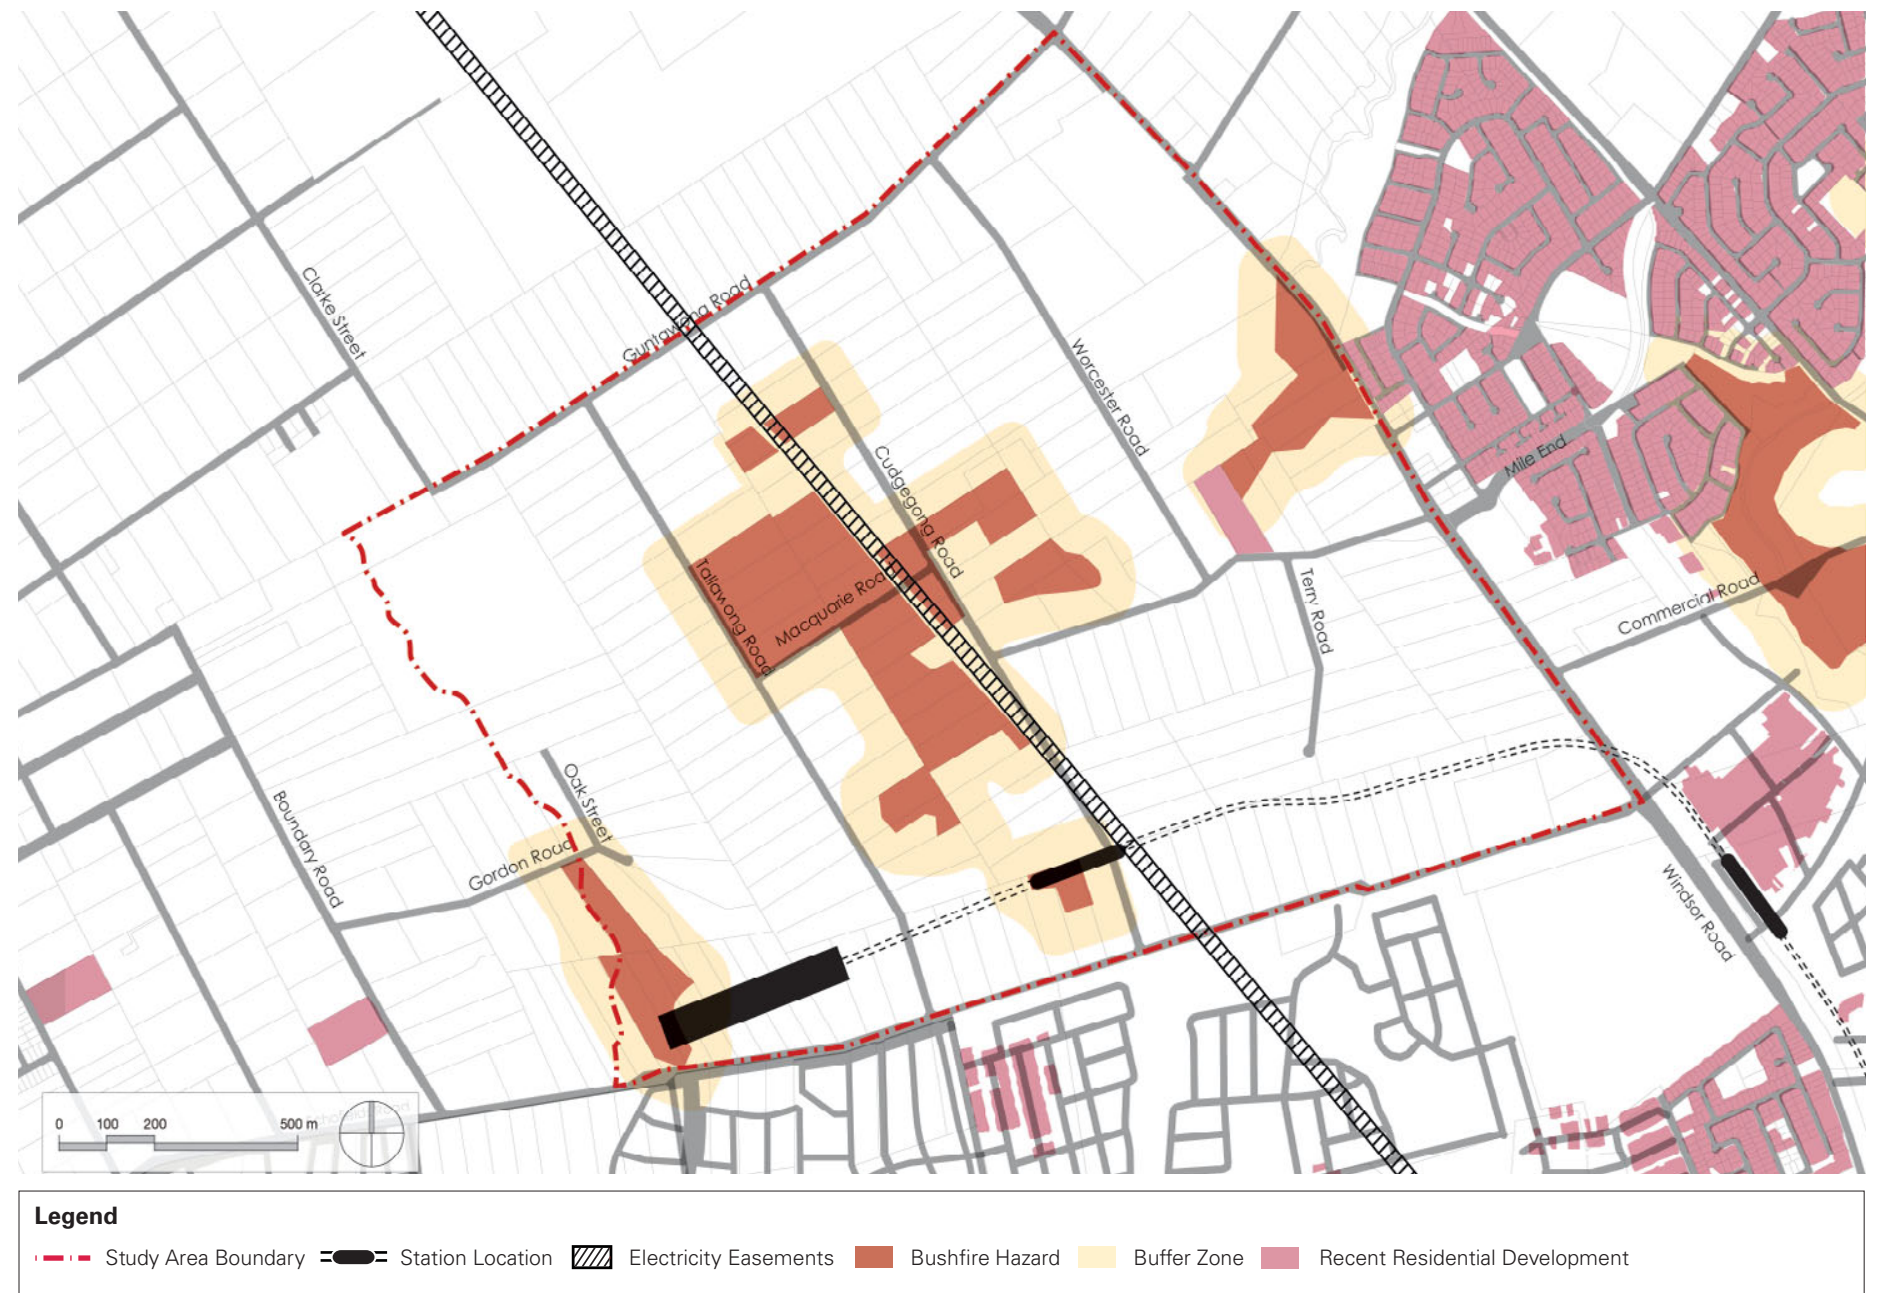 Clarke Street
Guntawong Road
Worcester Road
Cudgegong Road
Mile End
Tallawong Road
Macquarie Road
Terry Road
Commercial Road
Oak Street
Boundary Road
Gordon Road
Windsor Road
0 100 200 500 m
Legend
Study Area Boundary Station Location Electricity Easements Bushfire Hazard Buffer Zone Recent Residential Development